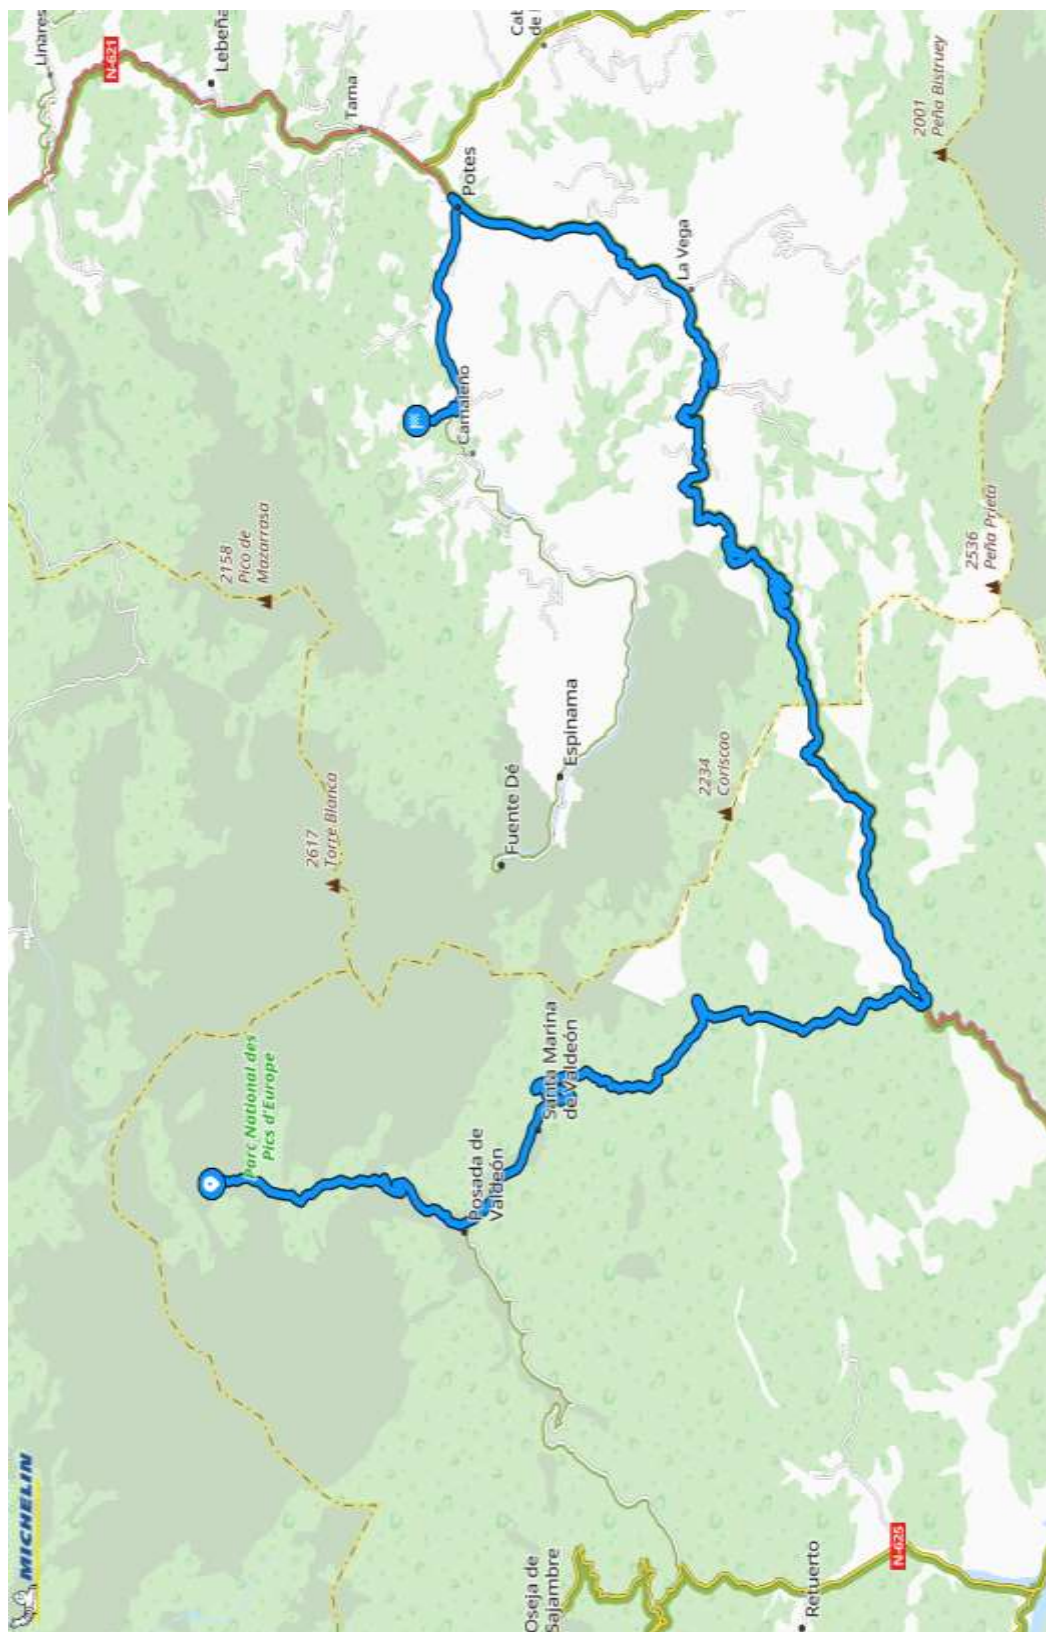 MICHELIN
Linares
N-621
Lebeña
2158
Pico de
Mazarrasa
Parc National des
Pics d'Europe
2617
Torre Blanca
Tama
Camaleño
Potes
Posada de
Valdeón
Fuente Dé
Cab
de
Oseja de
Sajambre
Santa Marina
de Valdeón
Espinama
La Vega
2234
Coriscao
Retuerto
N-625
2001
Peña Bistruey
2536
Peña Prieta